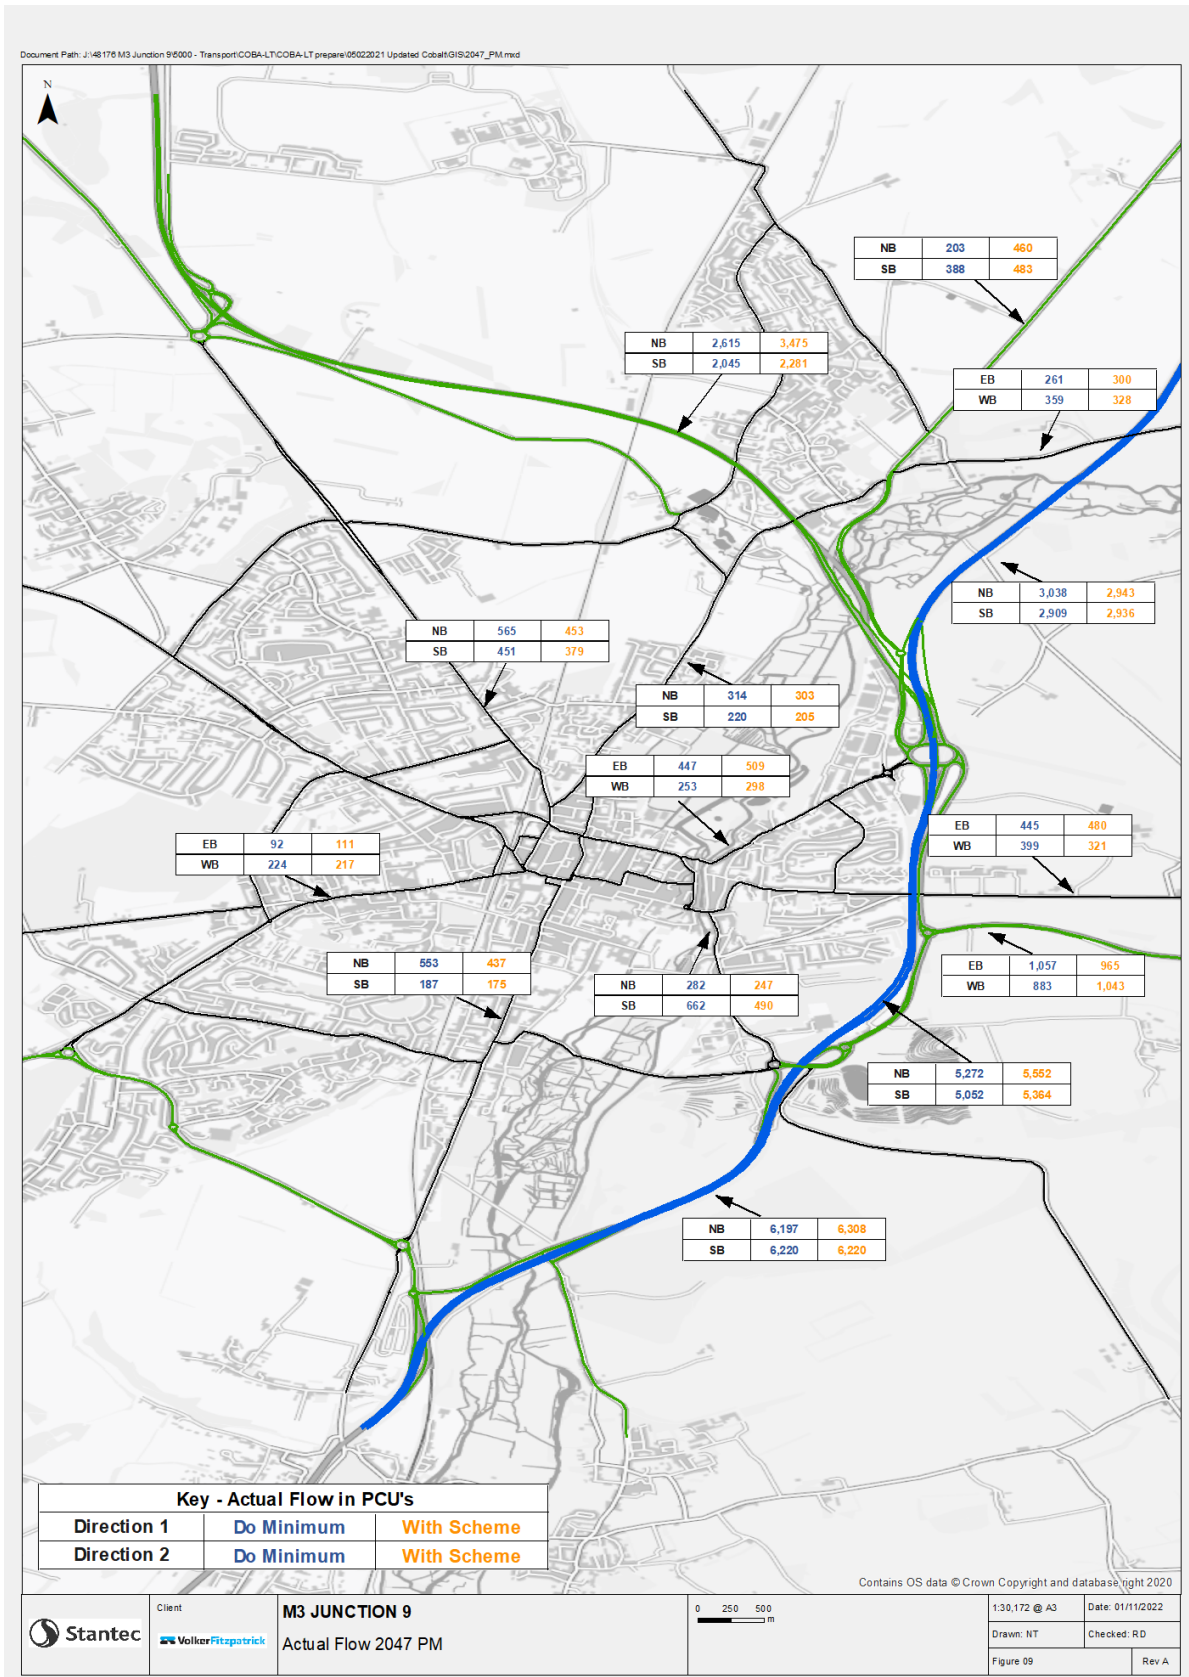 Document Path: J:\48176 M3 Junction 9\5000 - Transport\COBA-LT\COBA-LT prepare\05022021 Updated Cobalt\GIS\2047_PM.mxd
N
NB 203 460
SB 388 483
NB 2,615 3,475
SB 2,045 2,281
EB 261 300
WB 359 328
NB 3,038 2,943
SB 2,909 2,936
NB 565 453
SB 451 379
NB 314 303
SB 220 205
EB 447 509
WB 253 298
EB 445 480
WB 399 321
EB 92 111
WB 224 217
NB 553 437
SB 187 175
NB 282 247
SB 662 490
EB 1,057 965
WB 883 1,043
NB 5,272 5,552
SB 5,052 5,364
NB 6,197 6,308
SB 6,220 6,220
Key - Actual Flow in PCU's
Direction 1 Do Minimum With Scheme
Direction 2 Do Minimum With Scheme
Contains OS data © Crown Copyright and database right 2020
Stantec
Client
VolkerFitzpatrick
M3 JUNCTION 9
Actual Flow 2047 PM
0 250 500
m
1:30,172 @ A3 Date: 01/11/2022
Drawn: NT Checked: RD
Figure 09 Rev A